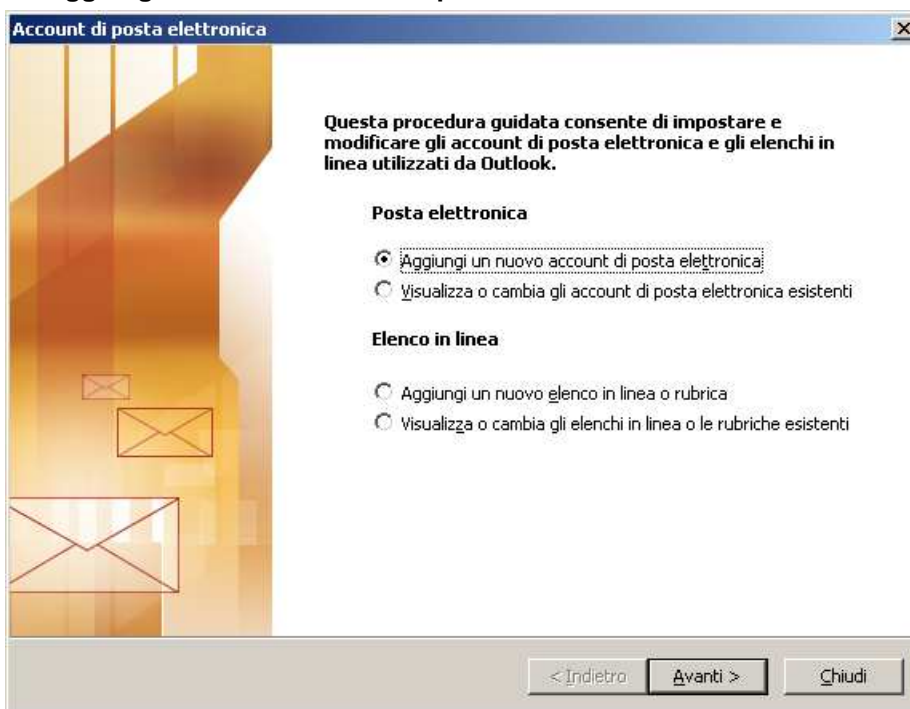 Account di posta elettronica
Questa procedura guidata consente di impostare e
modificare gli account di posta elettronica e gli elenchi in
linea utilizzati da Outlook.
Posta elettronica
Aggiungi un nuovo account di posta elettronica
Visualizza o cambia gli account di posta elettronica esistenti
Elenco in linea
Aggiungi un nuovo elenco in linea o rubrica
Visualizza o cambia gli elenchi in linea o le rubriche esistenti
< Indietro
Avanti >
Chiudi